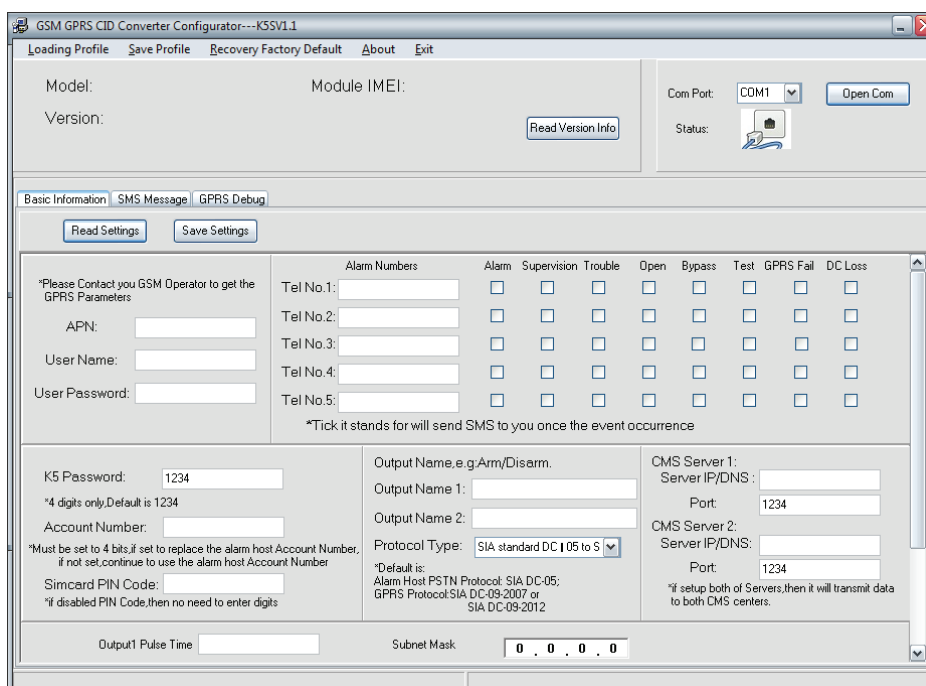 GSM GPRS CID Converter Configurator---K5SV1.1
Loading Profile Save Profile Recovery Factory Default About Exit
Model: Module IMEI:
Version:
Read Version Info
Com Port: COM1 Open Com
Status:
Basic Information SMS Message GPRS Debug
Read Settings Save Settings
*Please Contact you GSM Operator to get the
GPRS Parameters
APN:
User Name:
User Password:
Alarm Numbers Alarm Supervision Trouble Open Bypass Test GPRS Fail DC Loss
Tel No.1:
Tel No.2:
Tel No.3:
Tel No.4:
Tel No.5:
*Tick it stands for will send SMS to you once the event occurrence
K5 Password: 1234
*4 digits only,Default is 1234
Account Number:
*Must be set to 4 bits,if set to replace the alarm host Account Number,
if not set,continue to use the alarm host Account Number
Simcard PIN Code:
*if disabled PIN Code,then no need to enter digits
Output Name,e.g:Arm/Disarm.
Output Name 1:
Output Name 2:
Protocol Type: SIA standard DC | 05 to S
*Default is:
Alarm Host PSTN Protocol: SIA DC-05;
GPRS Protocol:SIA DC-09-2007 or
SIA DC-09-2012
CMS Server 1:
Server IP/DNS :
Port: 1234
CMS Server 2:
Server IP/DNS:
Port: 1234
*if setup both of Servers,then it will transmit data
to both CMS centers.
Output1 Pulse Time
Subnet Mask 0 . 0 . 0 . 0